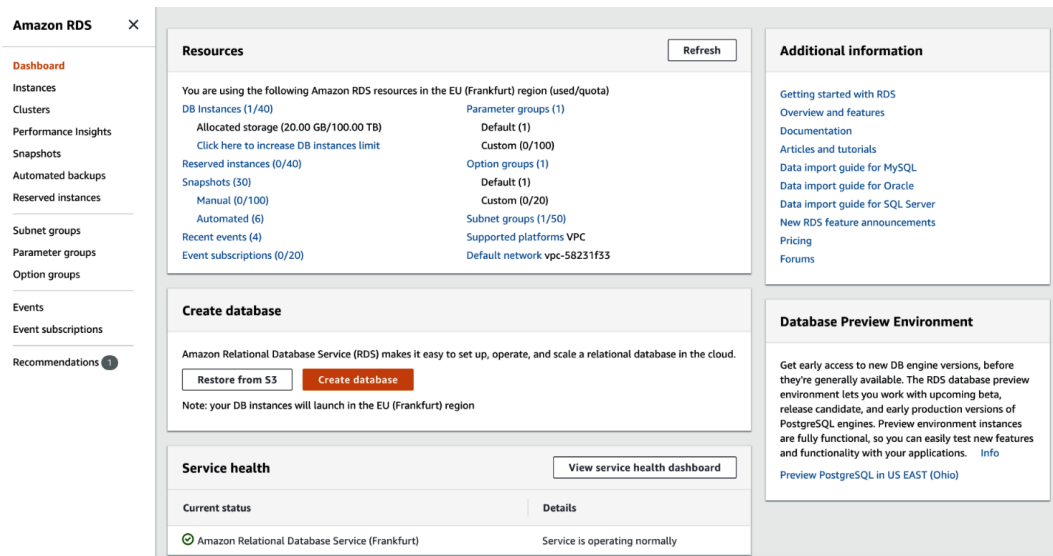 Amazon RDS
Dashboard
Instances
Clusters
Performance Insights
Snapshots
Automated backups
Reserved instances
Subnet groups
Parameter groups
Option groups
Events
Event subscriptions
Recommendations 1
Resources
Refresh
You are using the following Amazon RDS resources in the EU (Frankfurt) region (used/quota)
DB Instances (1/40)
Allocated storage (20.00 GB/100.00 TB)
Click here to increase DB instances limit
Reserved instances (0/40)
Snapshots (30)
Manual (0/100)
Automated (6)
Recent events (4)
Event subscriptions (0/20)
Parameter groups (1)
Default (1)
Custom (0/100)
Option groups (1)
Default (1)
Custom (0/20)
Subnet groups (1/50)
Supported platforms VPC
Default network vpc-58231f33
Create database
Amazon Relational Database Service (RDS) makes it easy to set up, operate, and scale a relational database in the cloud.
Restore from S3
Create database
Note: your DB instances will launch in the EU (Frankfurt) region
Service health
View service health dashboard
Current status
Details
Amazon Relational Database Service (Frankfurt)
Service is operating normally
Additional information
Getting started with RDS
Overview and features
Documentation
Articles and tutorials
Data import guide for MySQL
Data import guide for Oracle
Data import guide for SQL Server
New RDS feature announcements
Pricing
Forums
Database Preview Environment
Get early access to new DB engine versions, before
they're generally available. The RDS database preview
environment lets you work with upcoming beta,
release candidate, and early production versions of
PostgreSQL engines. Preview environment instances
are fully functional, so you can easily test new features
and functionality with your applications. Info
Preview PostgreSQL in US EAST (Ohio)